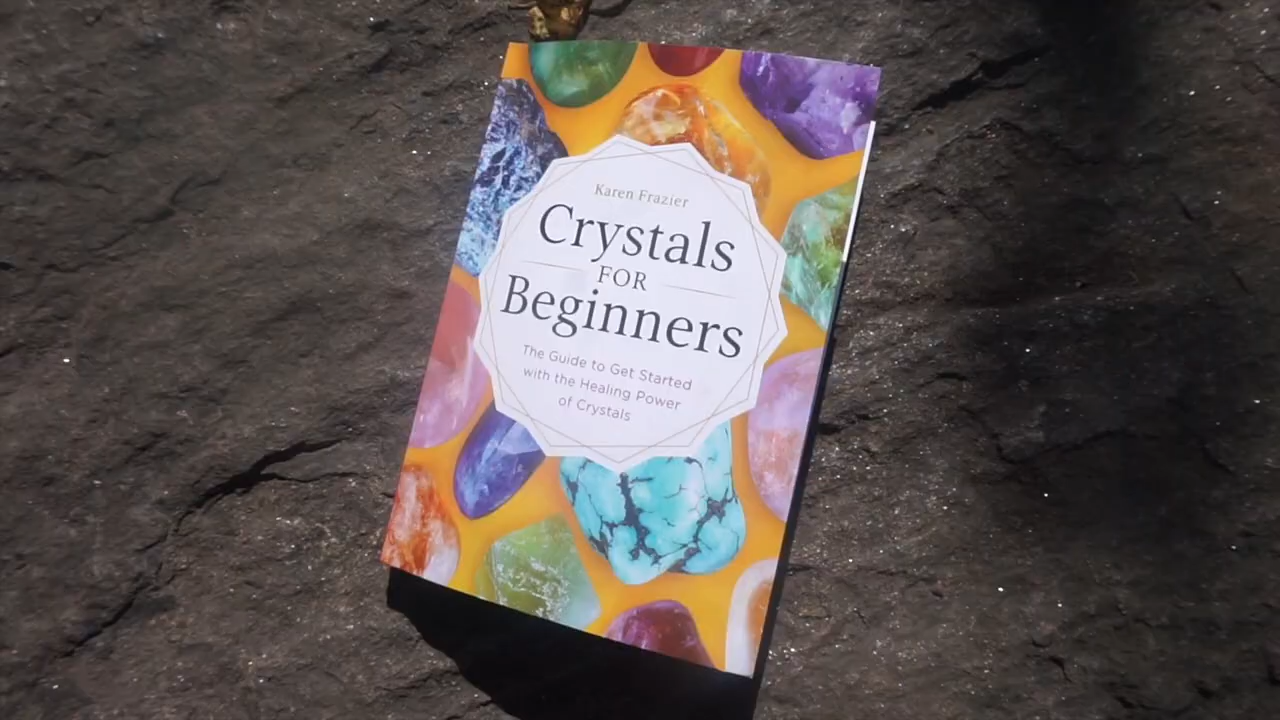 Karen Frazier
Crystals
FOR
Beginners
The Guide to Get Started
with the Healing Power
of Crystals